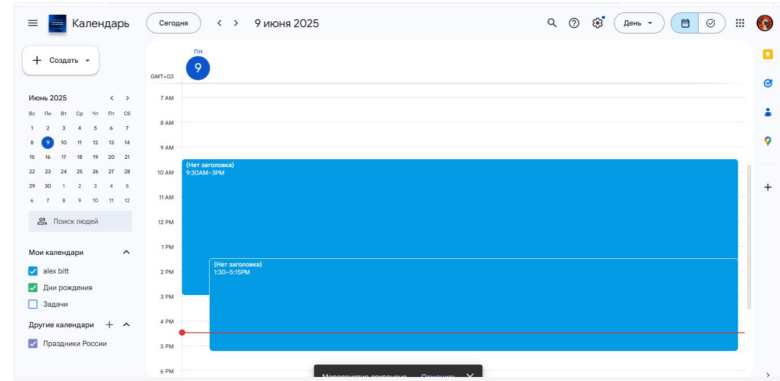 Календарь
Сегодня
9 июня 2025
День
Создать
Июнь 2025
Вс Пн Вт Ср Чт Пт Сб
1 2 3 4 5 6 7
8 9 10 11 12 13 14
15 16 17 18 19 20 21
22 23 24 25 26 27 28
29 30 1 2 3 4 5
6 7 8 9 10 11 12
Поиск людей
Мои календари
alex bitt
Дни рождения
Задачи
Другие календари
Праздники России
ПН
9
GMT+03
7 AM
8 AM
9 AM
(Нет заголовка)
9:30AM–3PM
10 AM
11 AM
12 PM
1 PM
(Нет заголовка)
1:30–5:15PM
2 PM
3 PM
4 PM
5 PM
6 PM
Мероприятие сохранено Отменить